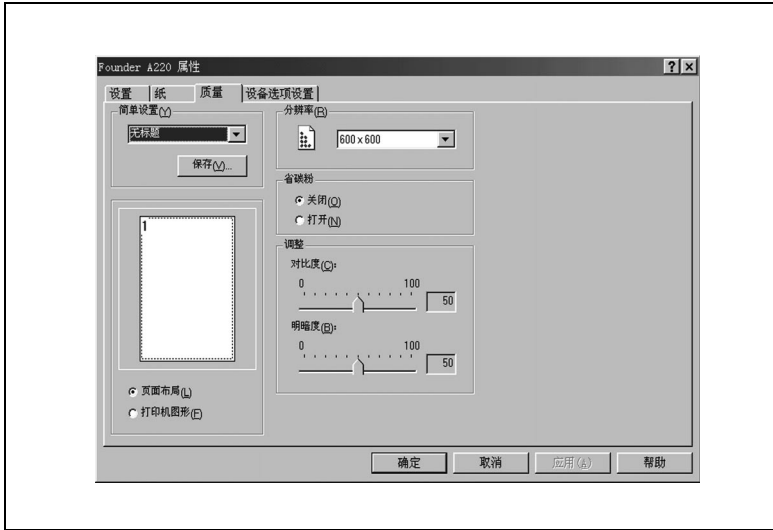 Founder A220 属性
设置 纸 质量 设备选项设置
简单设置(Y)
无标题
保存(V)...
1
页面布局(L)
打印机图形(F)
分辨率(R)
600 x 600
省碳粉
关闭(O)
打开(N)
调整
对比度(C):
0 100
50
明暗度(B):
0 100
50
确定 取消 应用(A) 帮助